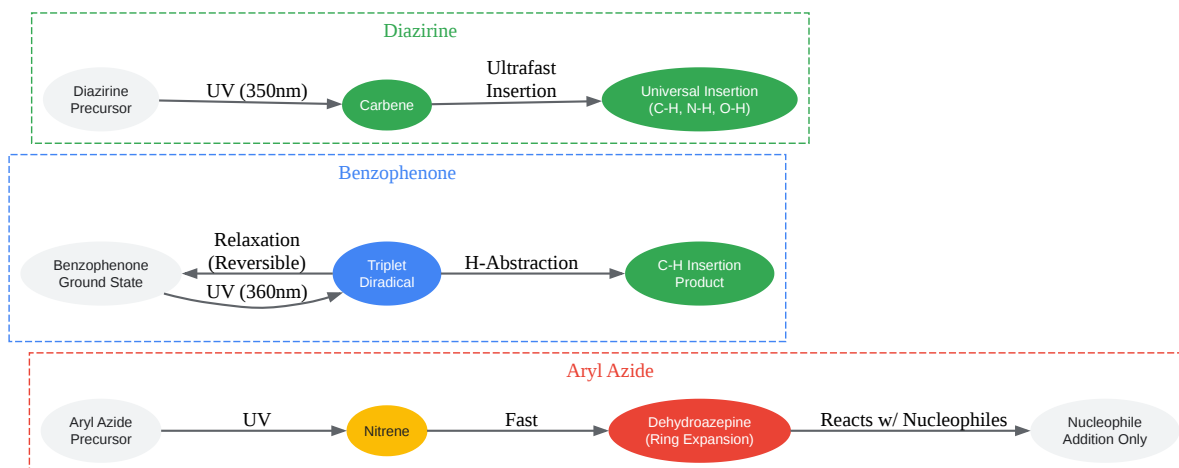 Diazirine
Diazirine
Precursor
UV (350nm)
Carbene
Ultrafast
Insertion
Universal Insertion
(C-H, N-H, O-H)
Benzophenone
Benzophenone
Ground State
Relaxation
(Reversible)
UV (360nm)
Triplet
Diradical
H-Abstraction
C-H Insertion
Product
Aryl Azide
Aryl Azide
Precursor
UV
Nitrene
Fast
Dehydroazepine
(Ring Expansion)
Reacts w/ Nucleophiles
Nucleophile
Addition Only